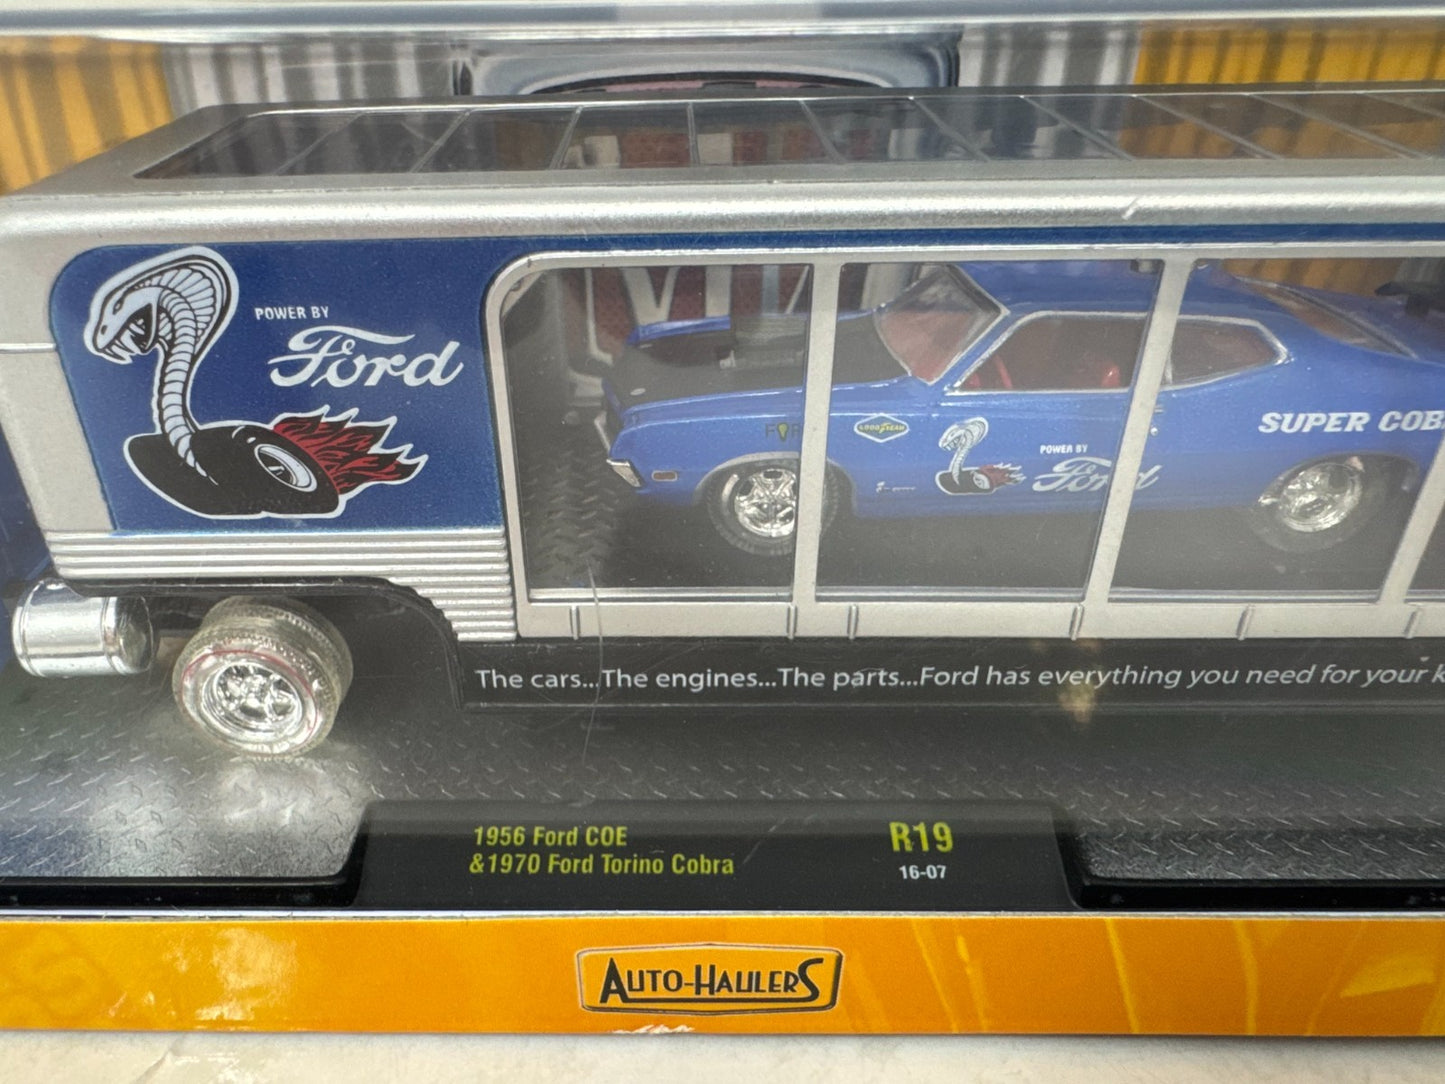 POWER BY
Ford
GOODYEAR
POWER BY
Ford
SUPER COB
The cars...The engines...The parts...Ford has everything you need for your k
1956 Ford COE
&1970 Ford Torino Cobra
R19
16-07
AUTO-HAULERS